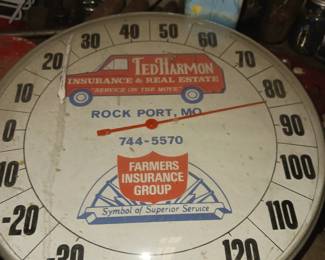 TED HARMON
INSURANCE & REAL ESTATE
"SERVICE ON THE MOVE"
ROCK PORT, MO.
744-5570
FARMERS
INSURANCE
GROUP
Symbol of Superior Service
-30
-20
0
10
20
30
40
50
60
70
80
90
100
110
120